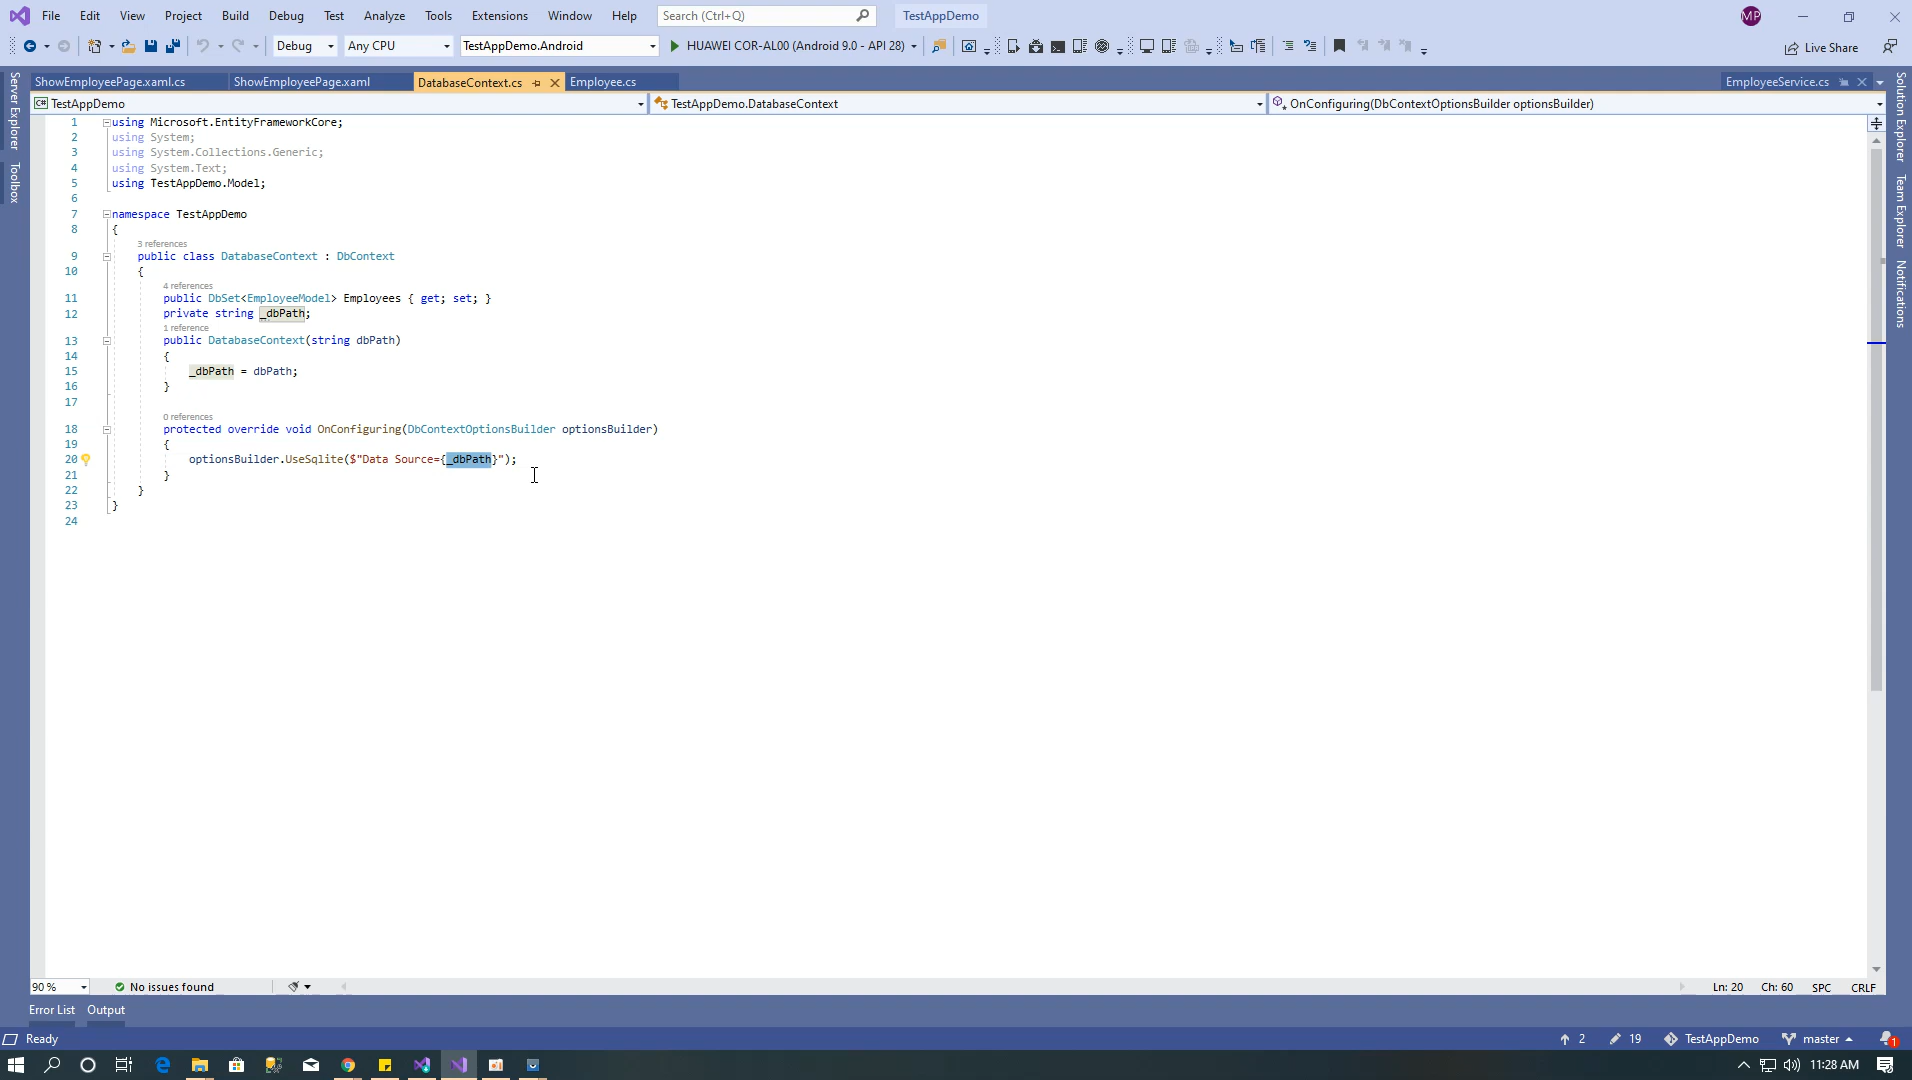 File Edit View Project Build Debug Test Analyze Tools Extensions Window Help Search (Ctrl+Q) TestAppDemo MP
Debug Any CPU TestAppDemo.Android HUAWEI COR-AL00 (Android 9.0 - API 28) Live Share
ShowEmployeePage.xaml.cs ShowEmployeePage.xaml DatabaseContext.cs Employee.cs EmployeeService.cs
C# TestAppDemo TestAppDemo.DatabaseContext OnConfiguring(DbContextOptionsBuilder optionsBuilder)
Server Explorer
Toolbox
Solution Explorer
Team Explorer
Notifications
1 using Microsoft.EntityFrameworkCore;
2 using System;
3 using System.Collections.Generic;
4 using System.Text;
5 using TestAppDemo.Model;
6
7 namespace TestAppDemo
8 {
3 references
9 public class DatabaseContext : DbContext
10 {
4 references
11 public DbSet<EmployeeModel> Employees { get; set; }
12 private string _dbPath;
1 reference
13 public DatabaseContext(string dbPath)
14 {
15 _dbPath = dbPath;
16 }
17
0 references
18 protected override void OnConfiguring(DbContextOptionsBuilder optionsBuilder)
19 {
20 optionsBuilder.UseSqlite($"Data Source={_dbPath}");
21 }
22 }
23 }
24
90 % No issues found Ln: 20 Ch: 60 SPC CRLF
Error List Output
Ready 2 19 TestAppDemo master 1
11:28 AM